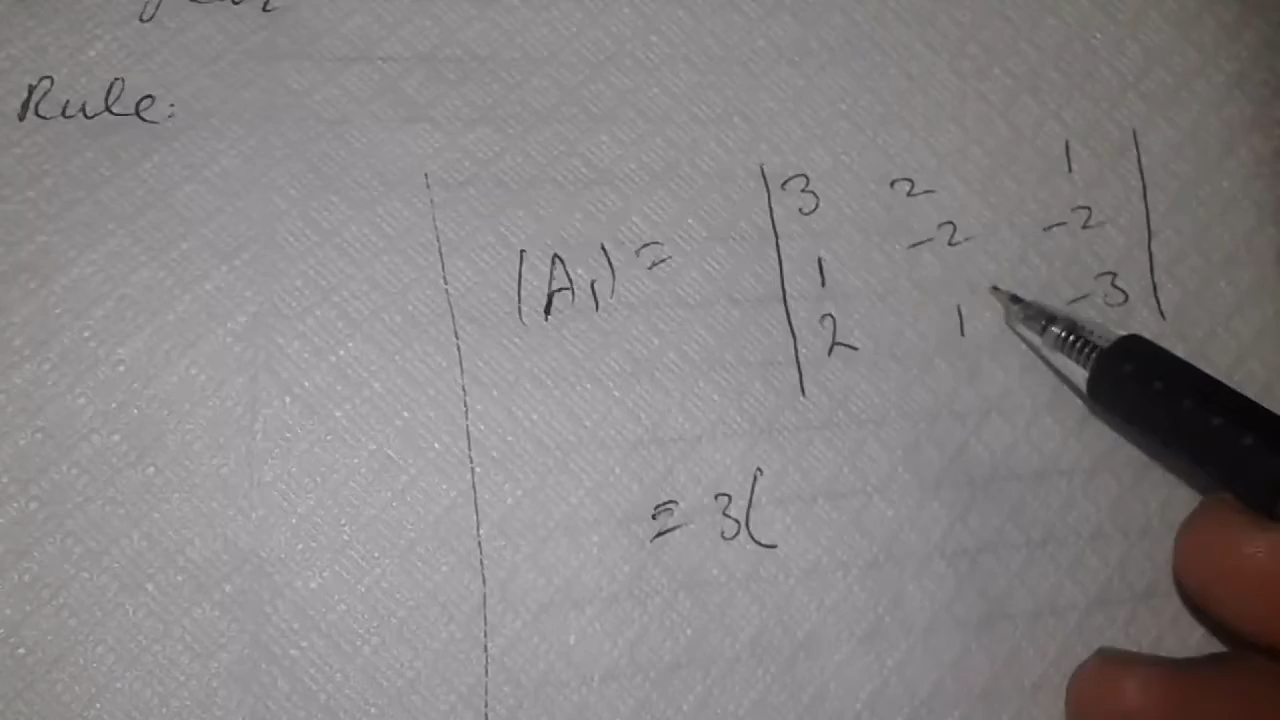 Rule:
|A₁| = | 3 2 1 |
| 1 -2 -2 |
| 2 1 -3 |
= 3(